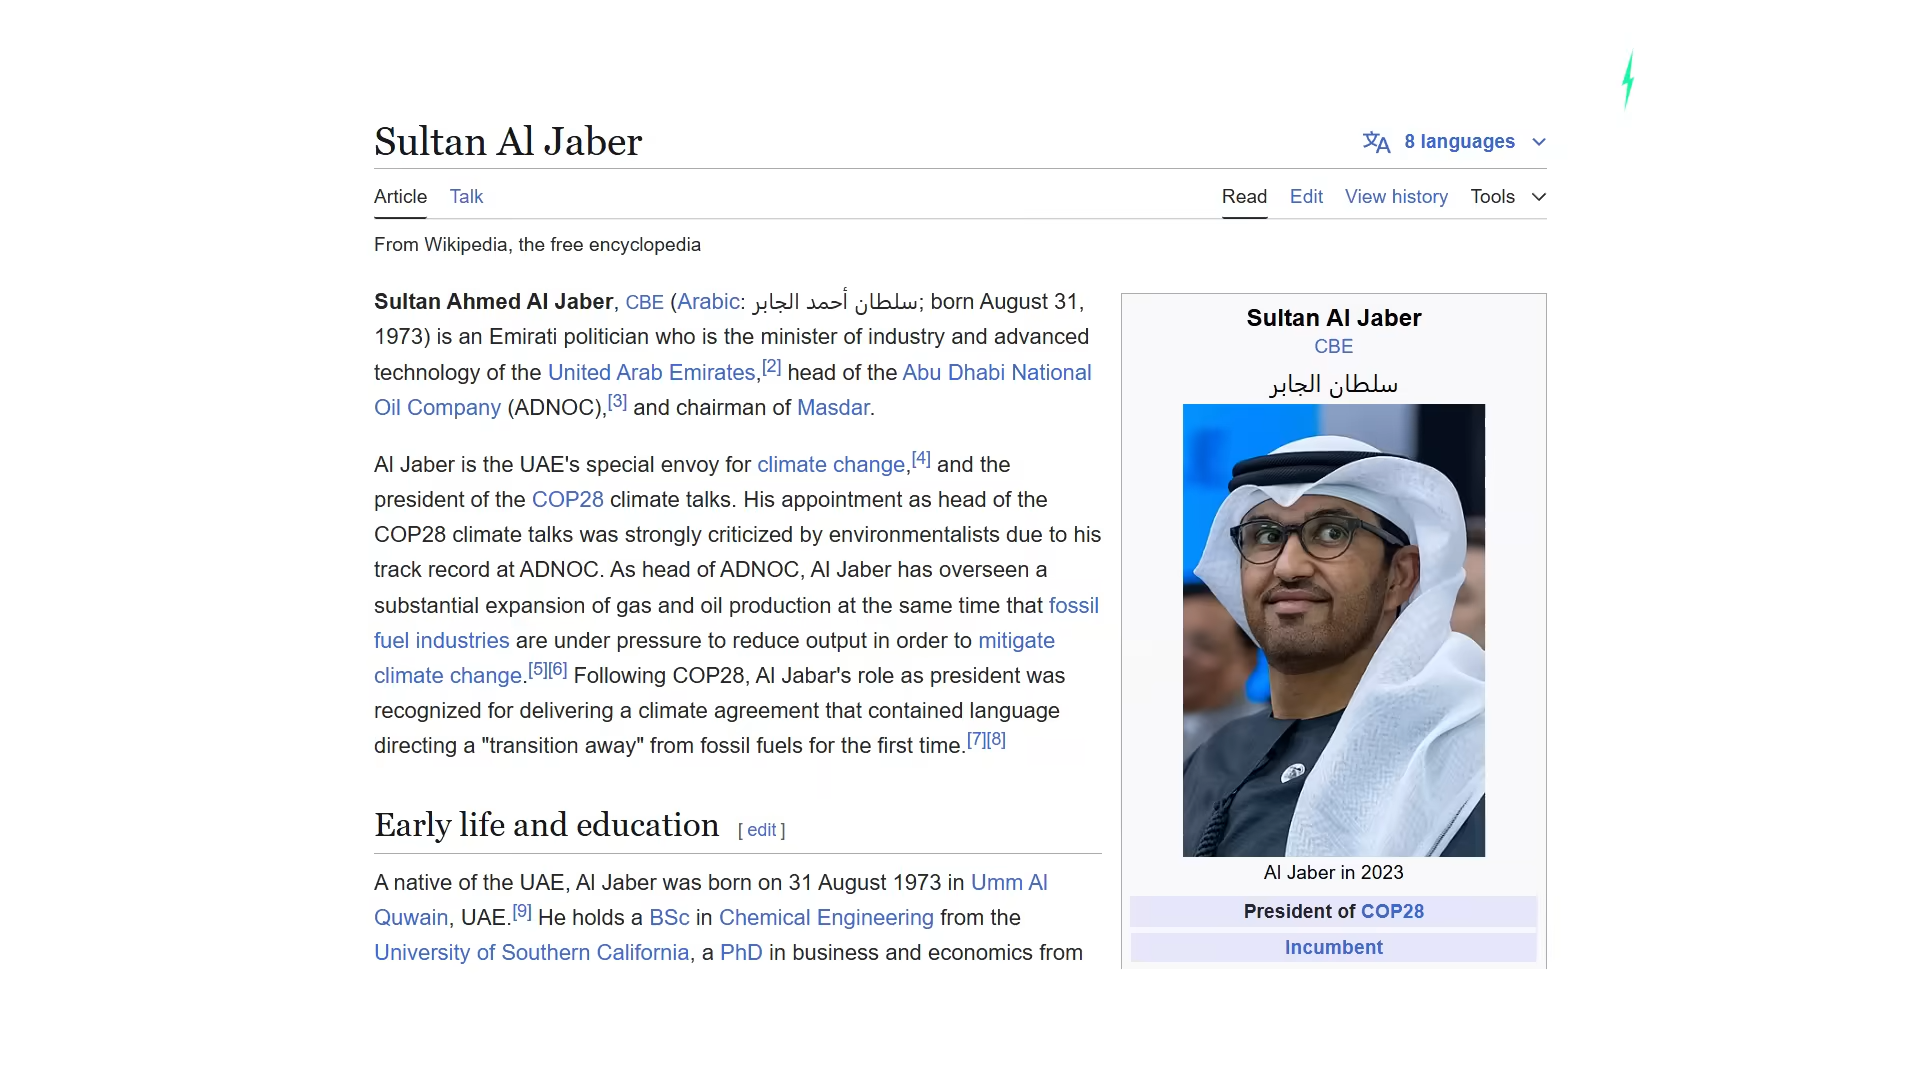 Sultan Al Jaber
8 languages
Article Talk
Read Edit View history Tools
From Wikipedia, the free encyclopedia
Sultan Ahmed Al Jaber, CBE (Arabic: سلطان أحمد الجابر; born August 31,
1973) is an Emirati politician who is the minister of industry and advanced
technology of the United Arab Emirates,[2] head of the Abu Dhabi National
Oil Company (ADNOC),[3] and chairman of Masdar.
Al Jaber is the UAE's special envoy for climate change,[4] and the
president of the COP28 climate talks. His appointment as head of the
COP28 climate talks was strongly criticized by environmentalists due to his
track record at ADNOC. As head of ADNOC, Al Jaber has overseen a
substantial expansion of gas and oil production at the same time that fossil
fuel industries are under pressure to reduce output in order to mitigate
climate change.[5][6] Following COP28, Al Jabar's role as president was
recognized for delivering a climate agreement that contained language
directing a "transition away" from fossil fuels for the first time.[7][8]
Early life and education [ edit ]
A native of the UAE, Al Jaber was born on 31 August 1973 in Umm Al
Quwain, UAE.[9] He holds a BSc in Chemical Engineering from the
University of Southern California, a PhD in business and economics from
Sultan Al Jaber
CBE
سلطان الجابر
Al Jaber in 2023
President of COP28
Incumbent